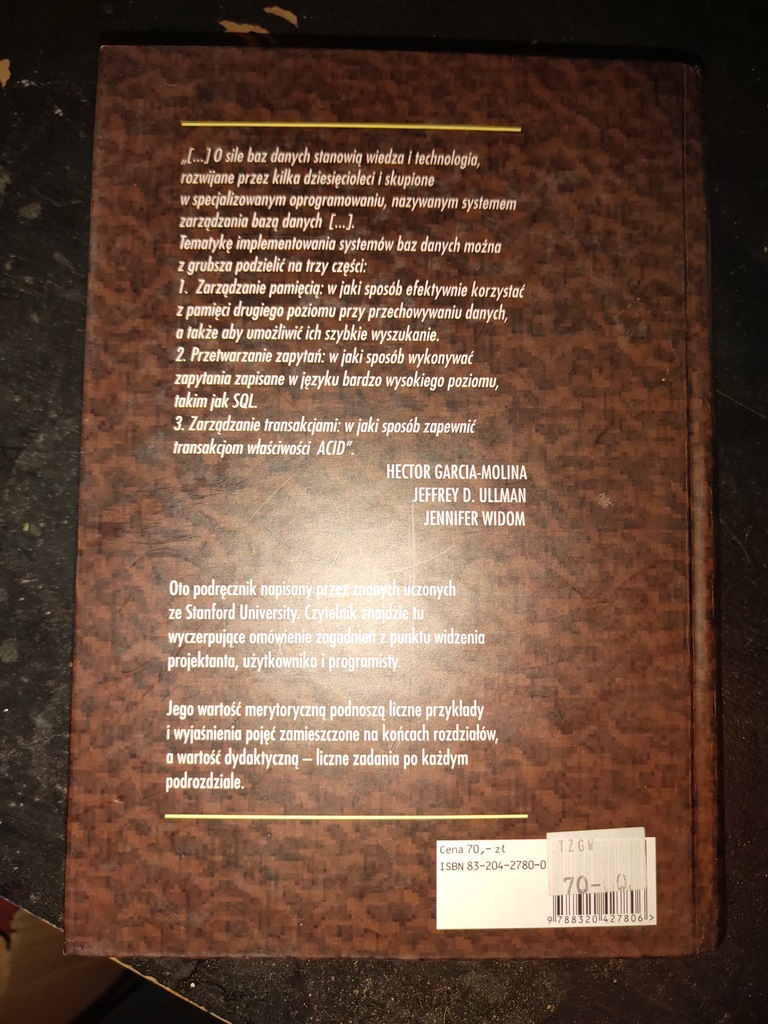 „[...] O sile baz danych stanowią wiedza i technologia,
rozwijane przez kilka dziesięcioleci i skupione
w specjalizowanym oprogramowaniu, nazywanym systemem
zarządzania bazą danych [...].
Tematykę implementowania systemów baz danych można
z grubsza podzielić na trzy części:
1. Zarządzanie pamięcią: w jaki sposób efektywnie korzystać
z pamięci drugiego poziomu przy przechowywaniu danych,
a także aby umożliwić ich szybkie wyszukanie.
2. Przetwarzanie zapytań: w jaki sposób wykonywać
zapytania zapisane w języku bardzo wysokiego poziomu,
takim jak SQL.
3. Zarządzanie transakcjami: w jaki sposób zapewnić
transakcjom właściwości ACID”.
HECTOR GARCIA-MOLINA
JEFFREY D. ULLMAN
JENNIFER WIDOM
Oto podręcznik napisany przez znanych uczonych
ze Stanford University. Czytelnik znajdzie tu
wyczerpujące omówienie zagadnień z punktu widzenia
projektanta, użytkownika i programisty.
Jego wartość merytoryczną podnoszą liczne przykłady
i wyjaśnienia pojęć zamieszczone na końcach rozdziałów,
a wartość dydaktyczną – liczne zadania po każdym
podrozdziale.
Cena 70,– zł
ISBN 83-204-2780-0
TZGW
70-
9 788320 427806 >